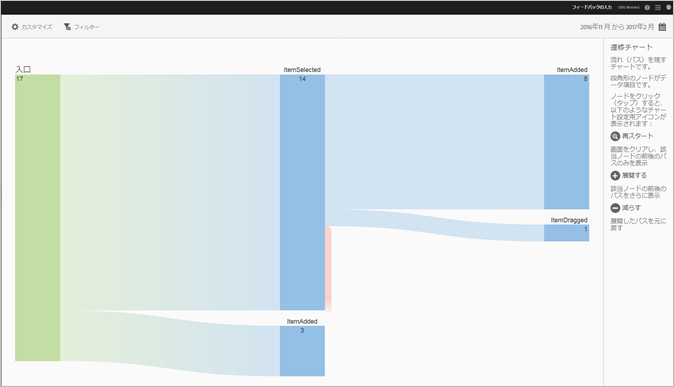 フィードバックの入力
カスタマイズ フィルター
2016年11月 から 2017年2月
入口
17
ItemSelected
14
ItemAdded
3
ItemAdded
8
ItemDragged
1
遷移チャート
流れ（パス）を塊す
チャートです。
四角形のノードがデ
ータ項目です。
ノードをクリック
（タップ）すると、
以下のようなチャー
ト設定用アイコンが
表示されます：
再スタート
画面をクリアし、該
当ノードの前後のパ
スのみを表示
展開する
該当ノードの前後の
パスをさらに表示
減らす
展開したパスを元に
戻す